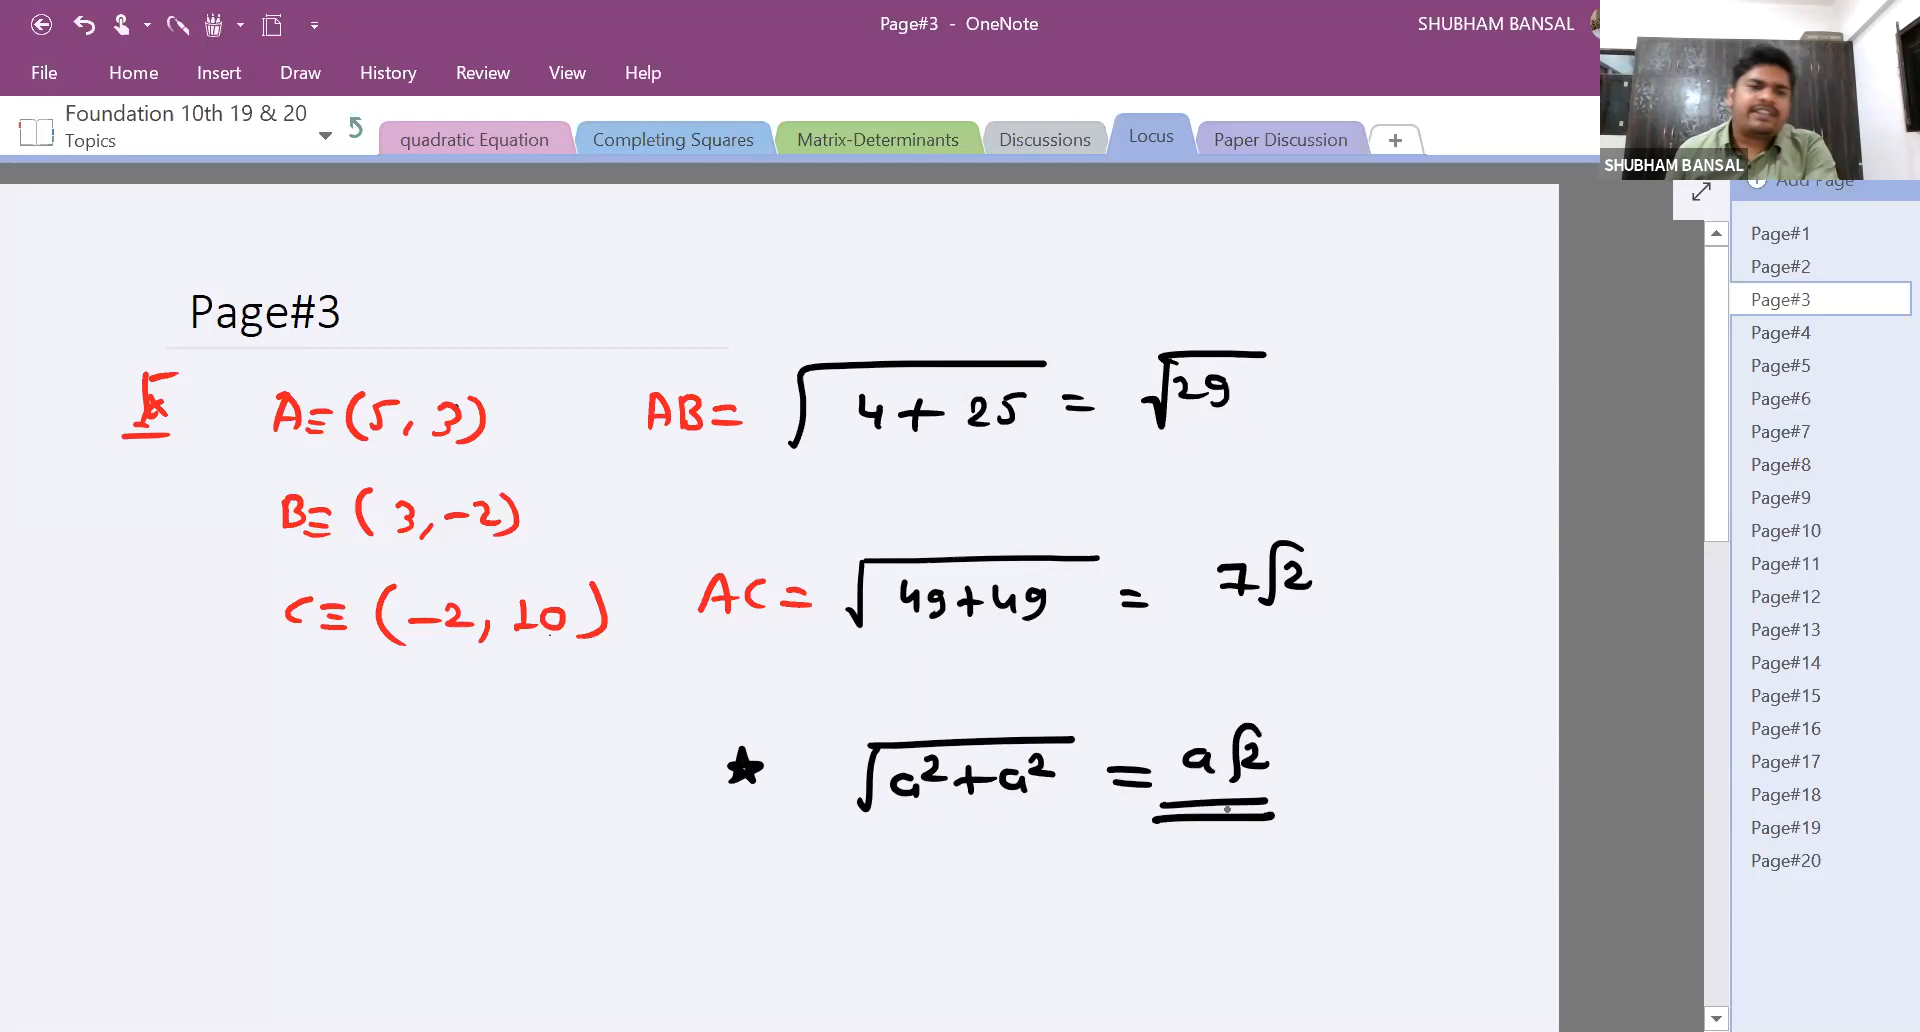 Page#3 - OneNote
SHUBHAM BANSAL
File Home Insert Draw History Review View Help
Foundation 10th 19 & 20
Topics
quadratic Equation
Completing Squares
Matrix-Determinants
Discussions
Locus
Paper Discussion
+
SHUBHAM BANSAL
Add Page
Page#1
Page#2
Page#3
Page#4
Page#5
Page#6
Page#7
Page#8
Page#9
Page#10
Page#11
Page#12
Page#13
Page#14
Page#15
Page#16
Page#17
Page#18
Page#19
Page#20
Page#3
A≡(5, 3) AB= √4+25 = √29
B≡(3,-2)
C≡(-2, 10) AC= √49+49 = 7√2
★ √a²+a² = a√2